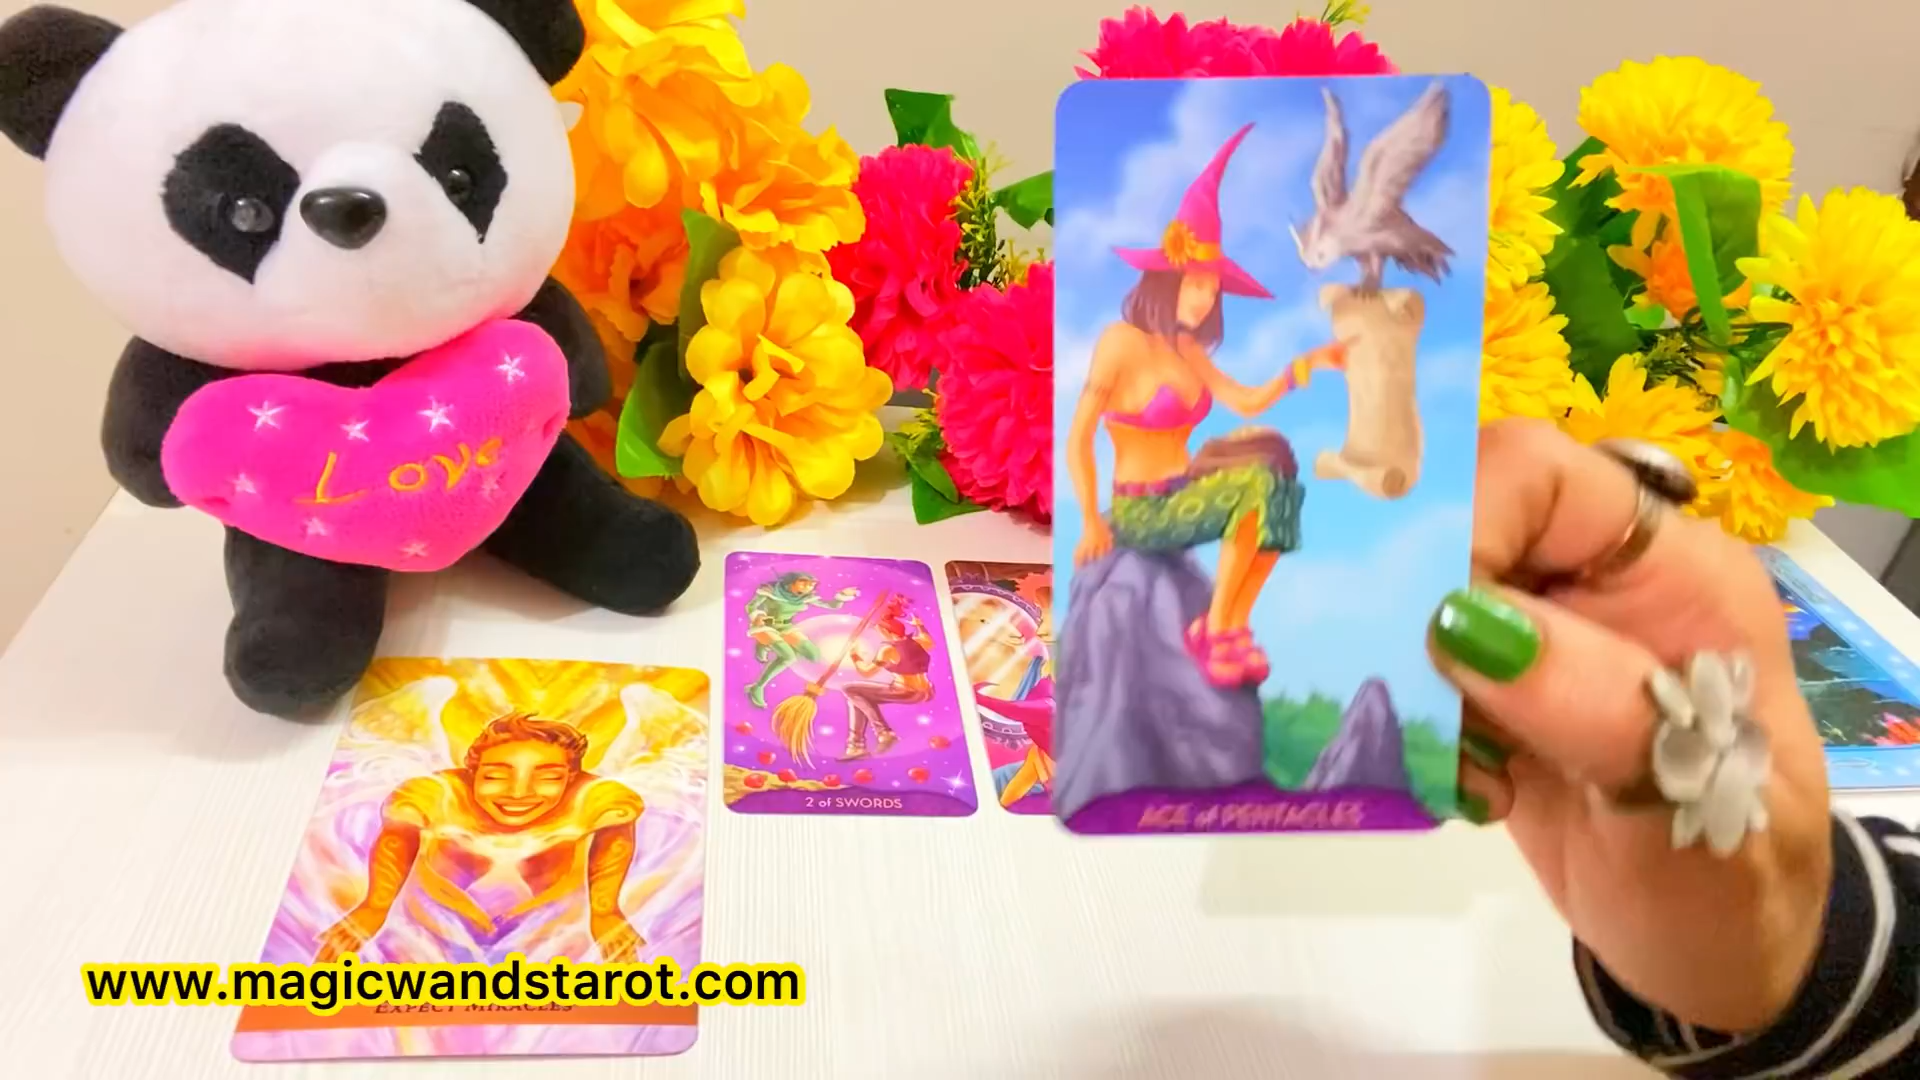 Love
ACE of PENTACLES
2 of SWORDS
www.magicwandstarot.com
EXPECT MIRACLES